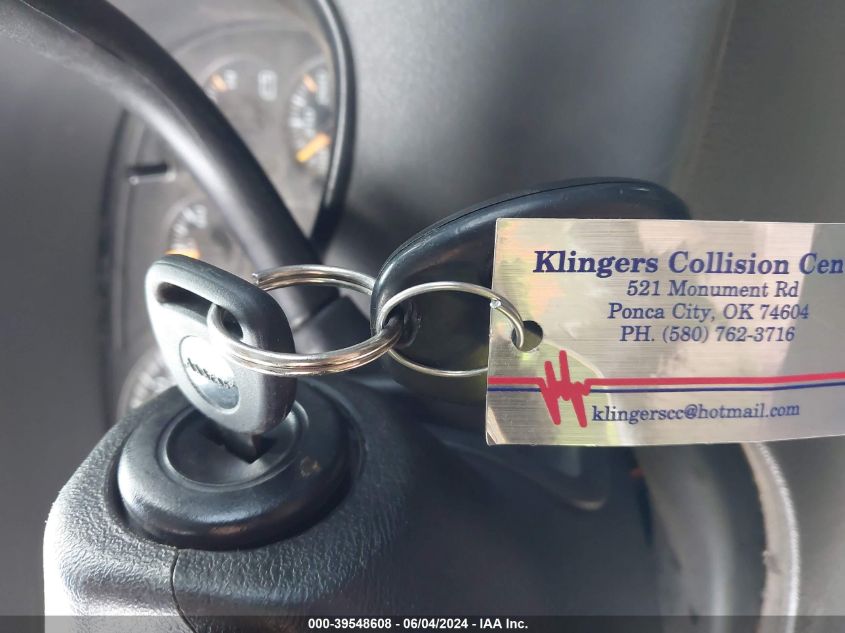 Klingers Collision Cen
521 Monument Rd
Ponca City, OK 74604
PH. (580) 762-3716
klingerscc@hotmail.com
000-39548608 - 06/04/2024 - IAA Inc.